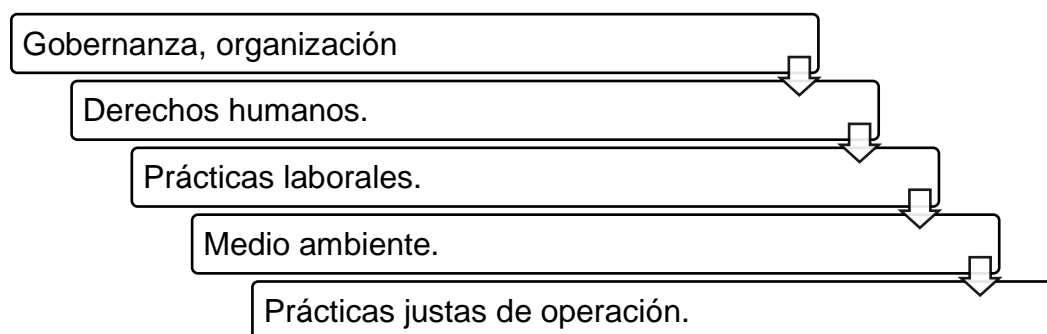 Gobernanza, organización
Derechos humanos.
Prácticas laborales.
Medio ambiente.
Prácticas justas de operación.